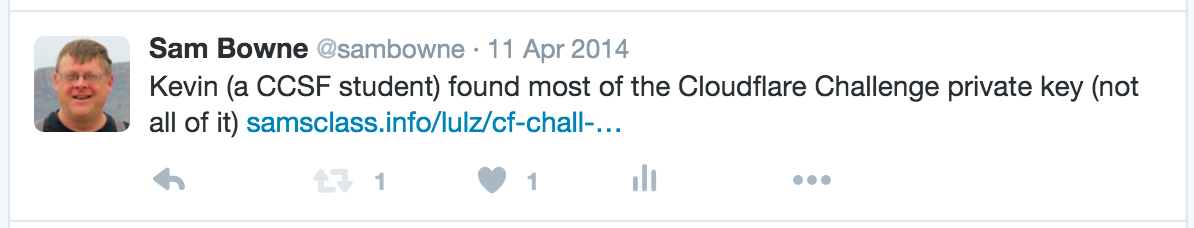 Sam Bowne @sambowne · 11 Apr 2014
Kevin (a CCSF student) found most of the Cloudflare Challenge private key (not
all of it) samsclass.info/lulz/cf-chall-…
1 1